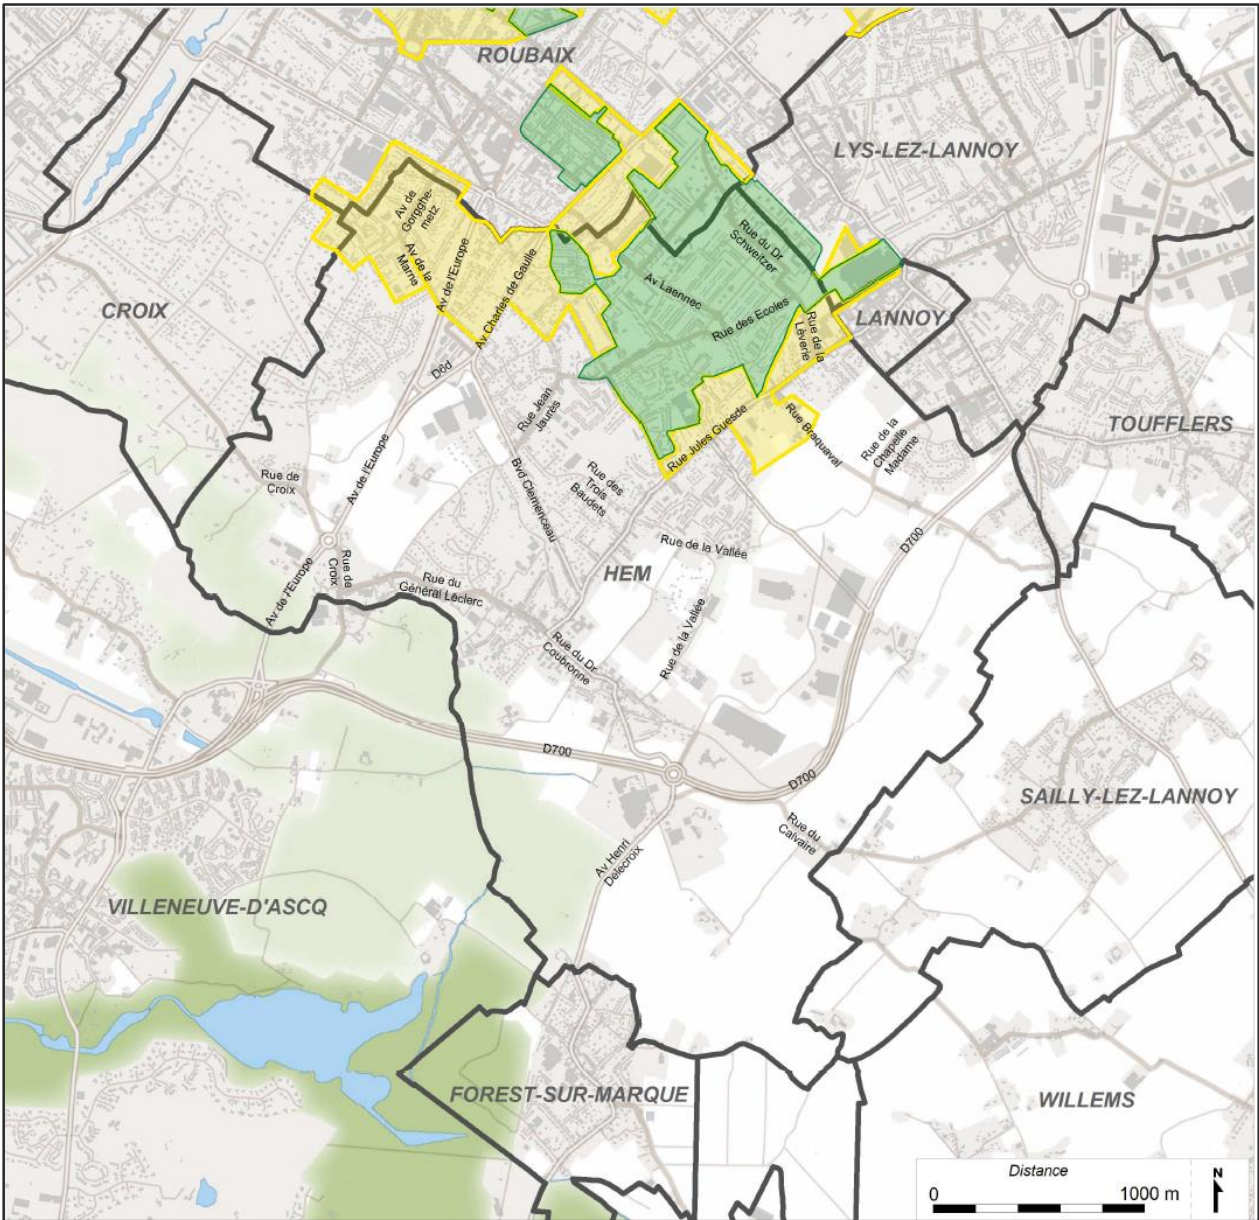 ROUBAIX
LYS-LEZ-LANNOY
Av de
Gorgghe-
metz
Av de la
Marne
Av de l'Europe
Av Charles de Gaulle
Rue du Dr
Schweitzer
Av Laennec
Rue des Ecoles
CROIX
LANNOY
Rue de la
Lèverie
D6d
Rue Jean
Jaurès
Rue Jules Guesde
Rue Braquaval
Rue de la
Chapelle
Madame
TOUFFLERS
Av de l'Europe
Rue de
Croix
Bvd Clémenceau
Rue des
Trois
Baudets
D700
Rue de la Vallée
HEM
Rue de
Croix
Av de l'Europe
Rue du
Général Leclerc
Rue de la Vallée
Rue du Dr
Coubronne
D700
D700
SAILLY-LEZ-LANNOY
Rue du
Calvaire
Av Henri
Delecroix
VILLENEUVE-D'ASCQ
FOREST-SUR-MARQUE
WILLEMS
Distance
0 1000 m
N